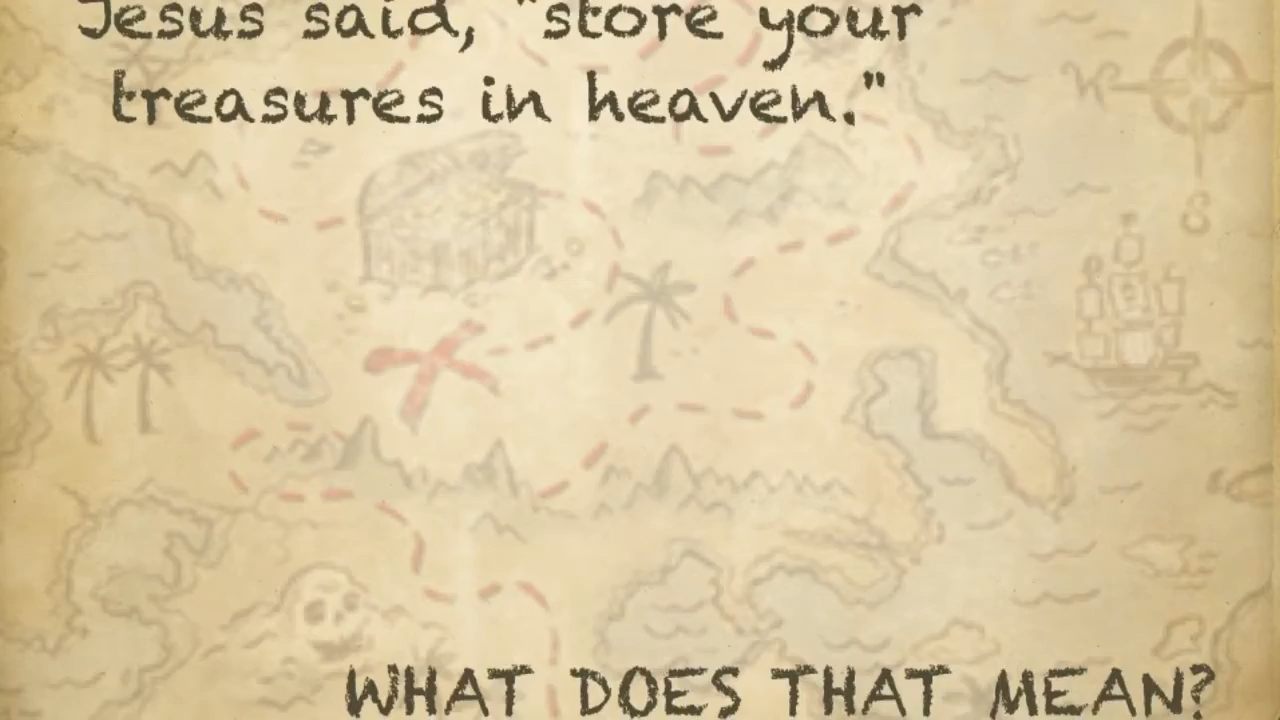 Jesus said, "store your
treasures in heaven."
W
S
WHAT DOES THAT MEAN?